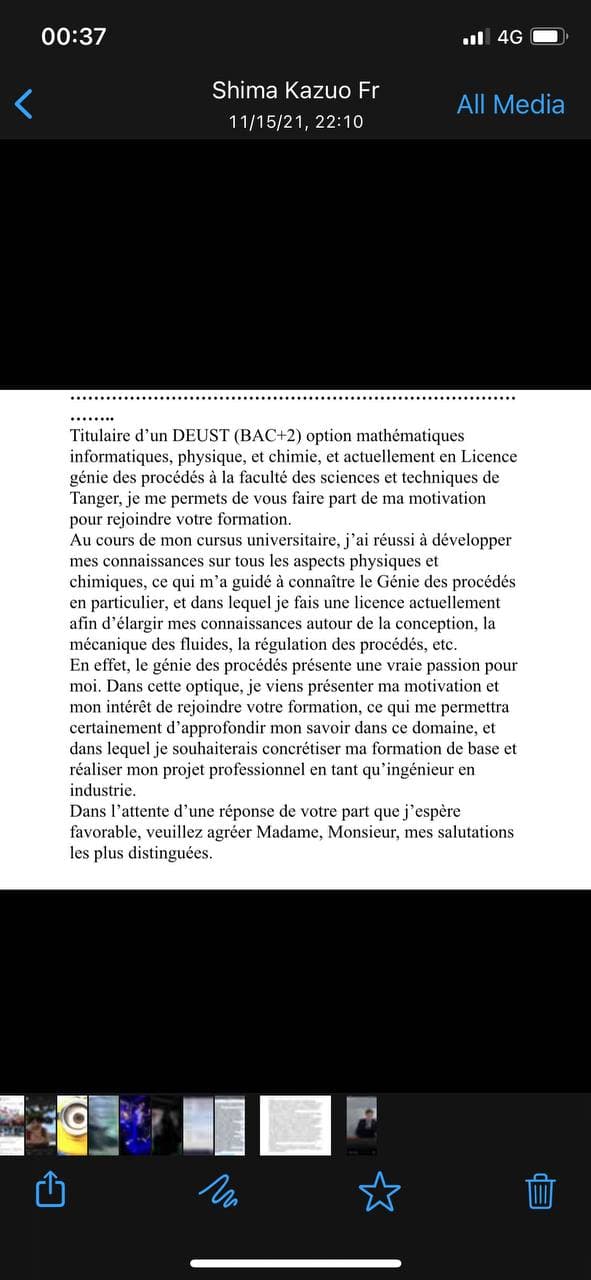 00:37
4G
Shima Kazuo Fr
11/15/21, 22:10
All Media
................................................................................
........
Titulaire d’un DEUST (BAC+2) option mathématiques
informatiques, physique, et chimie, et actuellement en Licence
génie des procédés à la faculté des sciences et techniques de
Tanger, je me permets de vous faire part de ma motivation
pour rejoindre votre formation.
Au cours de mon cursus universitaire, j’ai réussi à développer
mes connaissances sur tous les aspects physiques et
chimiques, ce qui m’a guidé à connaître le Génie des procédés
en particulier, et dans lequel je fais une licence actuellement
afin d’élargir mes connaissances autour de la conception, la
mécanique des fluides, la régulation des procédés, etc.
En effet, le génie des procédés présente une vraie passion pour
moi. Dans cette optique, je viens présenter ma motivation et
mon intérêt de rejoindre votre formation, ce qui me permettra
certainement d’approfondir mon savoir dans ce domaine, et
dans lequel je souhaiterais concrétiser ma formation de base et
réaliser mon projet professionnel en tant qu’ingénieur en
industrie.
Dans l’attente d’une réponse de votre part que j’espère
favorable, veuillez agréer Madame, Monsieur, mes salutations
les plus distinguées.